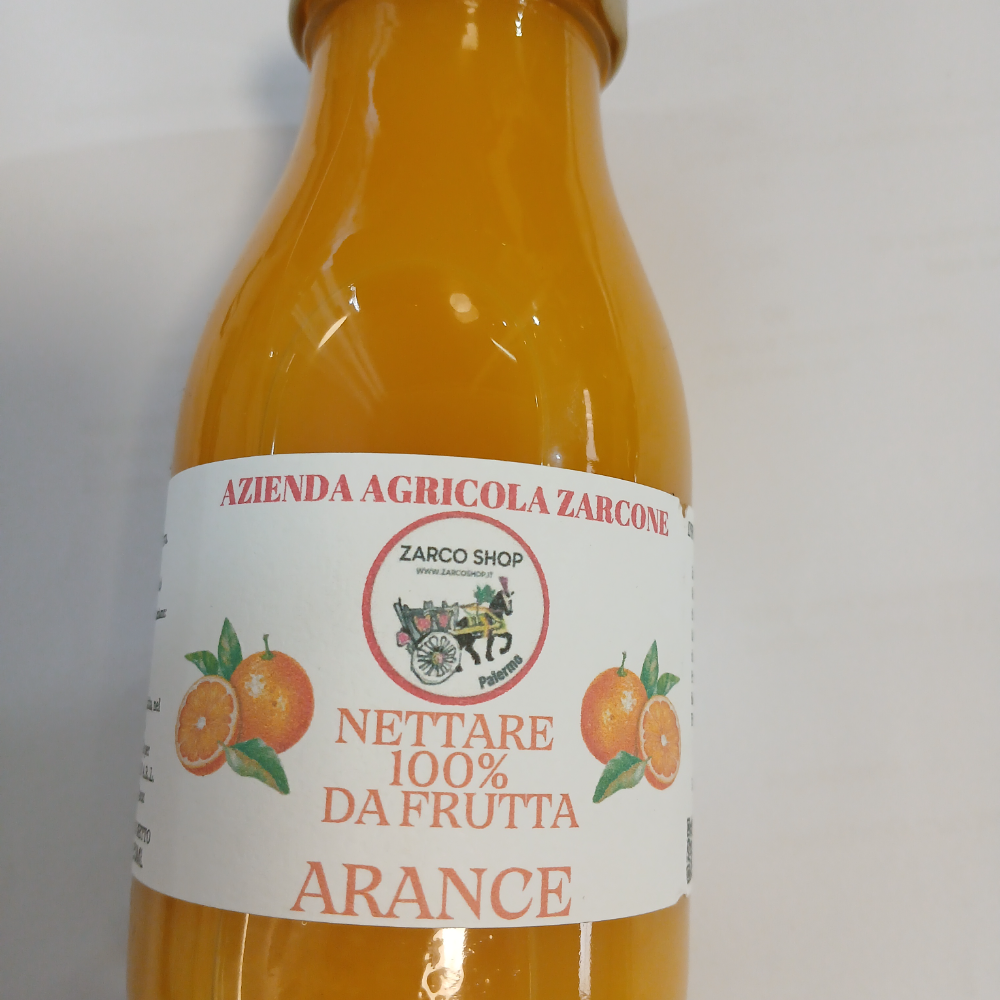 AZIENDA AGRICOLA ZARCONE
ZARCO SHOP
WWW.ZARCOSHOP.IT
Palermo
NETTARE
100%
DA FRUTTA
ARANCE